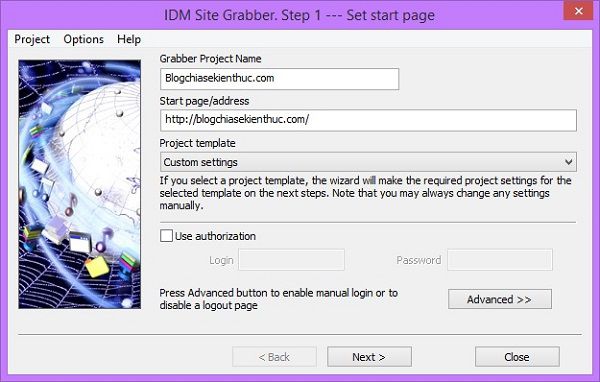 IDM Site Grabber. Step 1 --- Set start page
Project Options Help
Grabber Project Name
Blogchiasekienthuc.com
Start page/address
http://blogchiasekienthuc.com/
Project template
Custom settings
If you select a project template, the wizard will make the required project settings for the
selected template on the next steps. Note that you may always change any settings
manually.
Use authorization
Login Password
Press Advanced button to enable manual login or to
disable a logout page
Advanced >>
< Back Next > Close